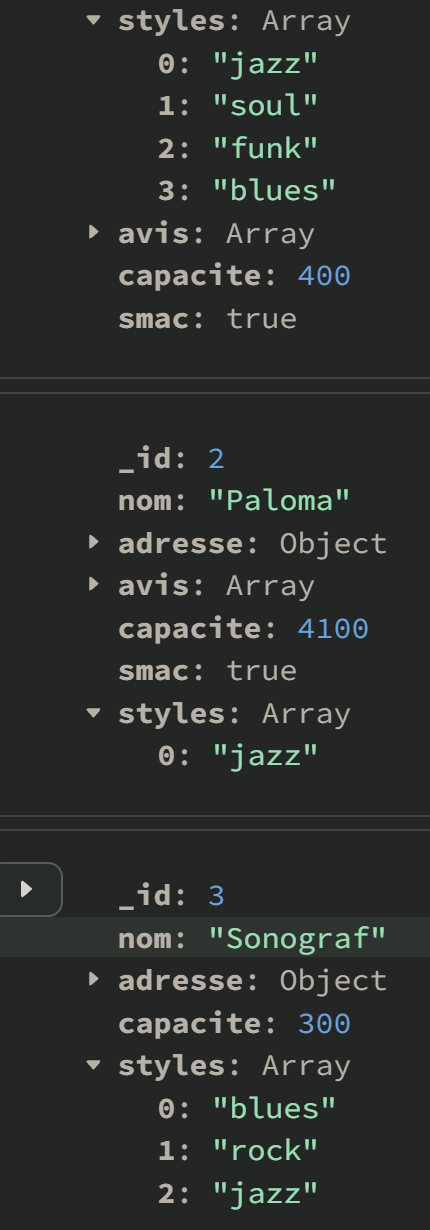 styles: Array
0: "jazz"
1: "soul"
2: "funk"
3: "blues"
avis: Array
capacite: 400
smac: true
_id: 2
nom: "Paloma"
adresse: Object
avis: Array
capacite: 4100
smac: true
styles: Array
0: "jazz"
_id: 3
nom: "Sonograf"
adresse: Object
capacite: 300
styles: Array
0: "blues"
1: "rock"
2: "jazz"